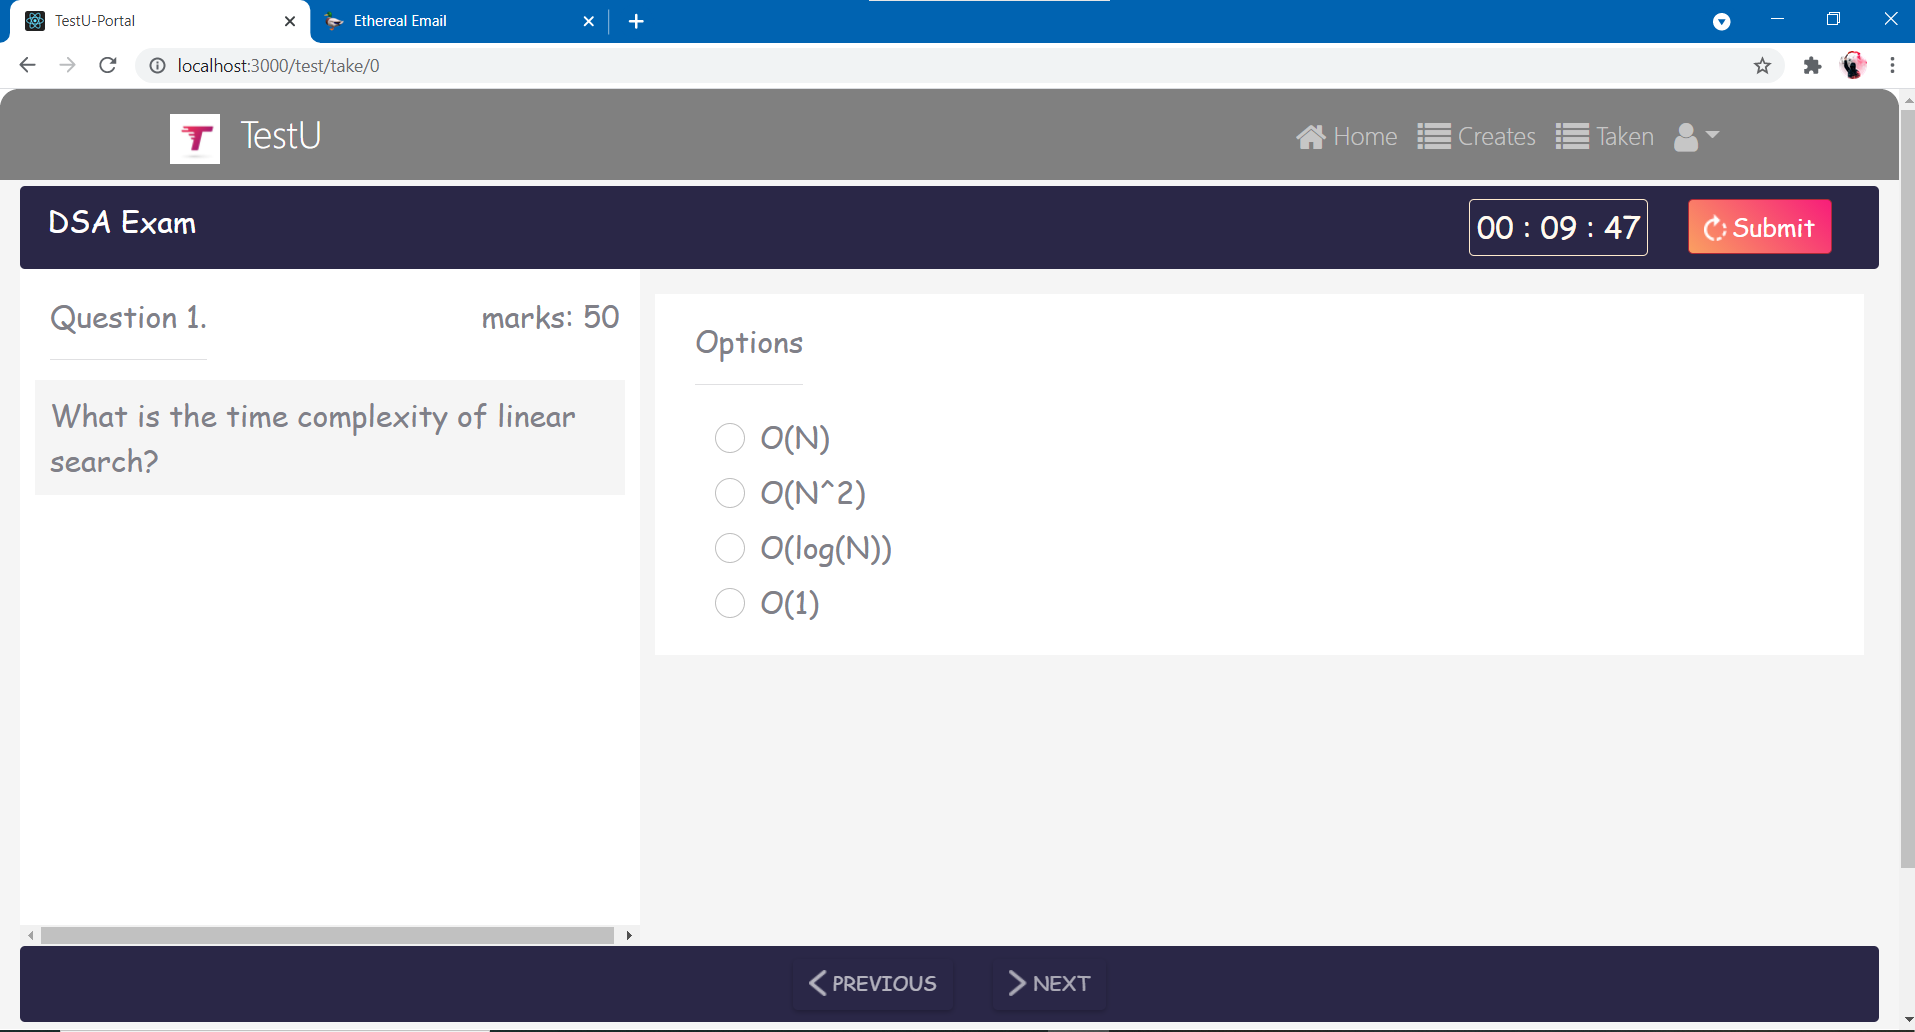 TestU-Portal
Ethereal Email
localhost:3000/test/take/0
T TestU
Home Creates Taken
DSA Exam
00 : 09 : 47
Submit
Question 1. marks: 50
What is the time complexity of linear
search?
Options
O(N)
O(N^2)
O(log(N))
O(1)
PREVIOUS NEXT